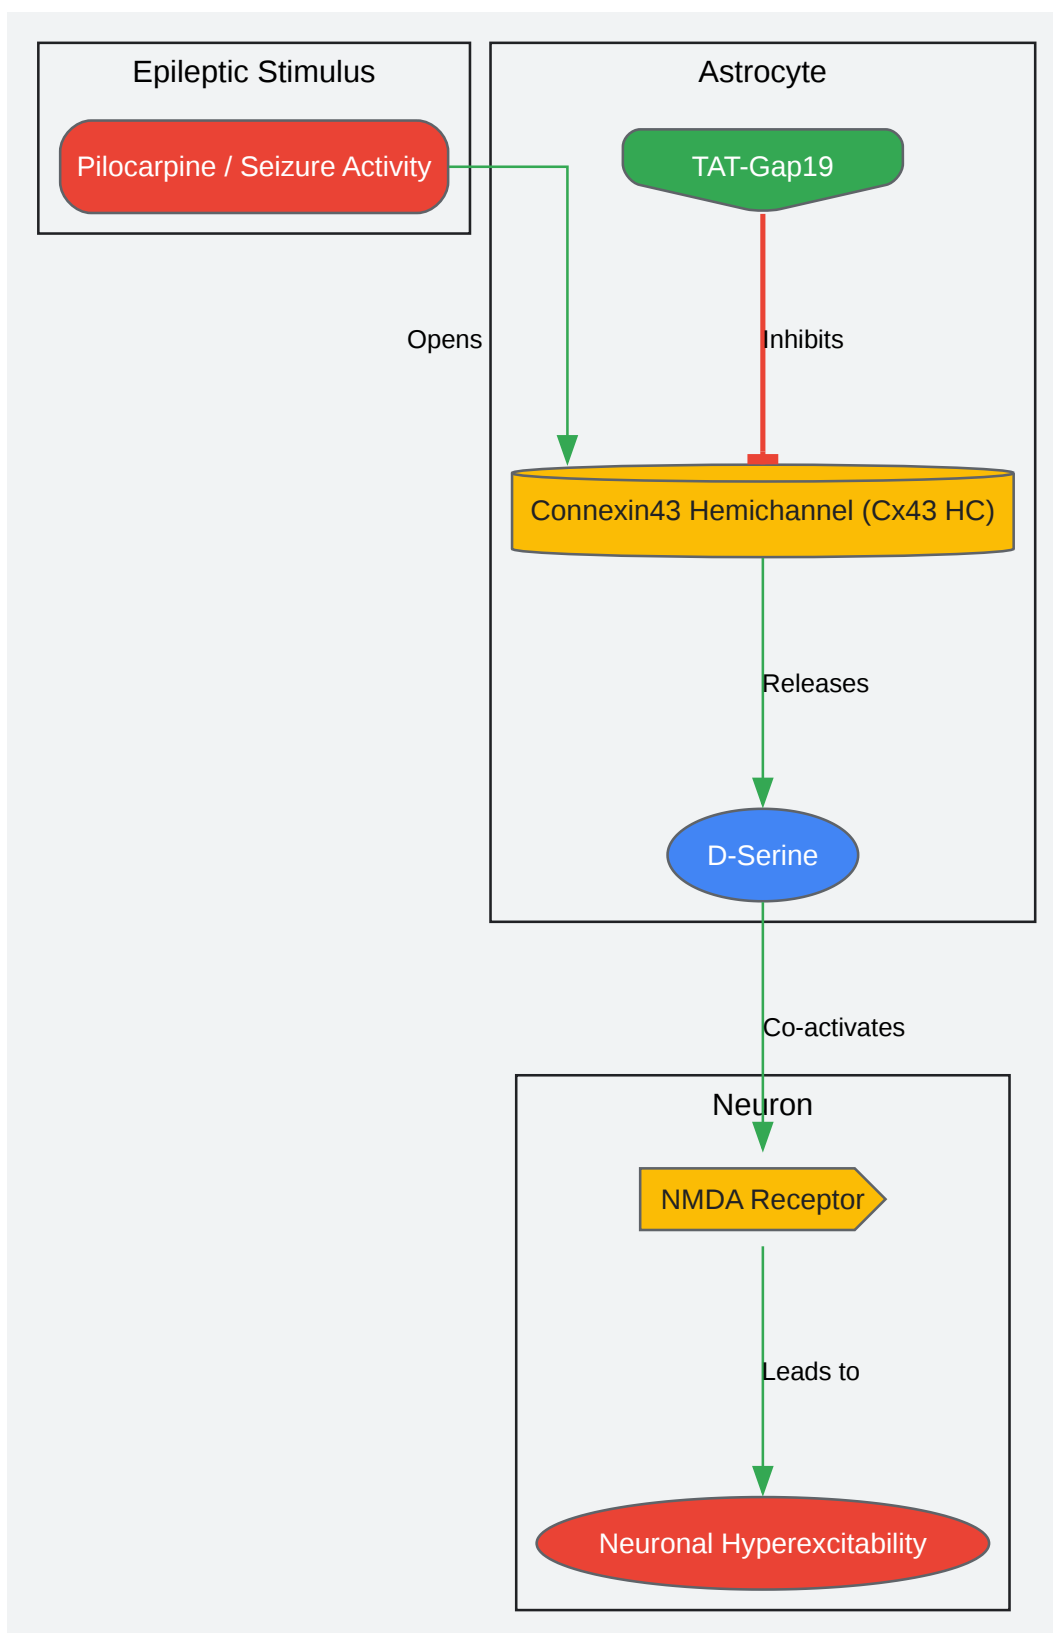 Epileptic Stimulus
Astrocyte
Pilocarpine / Seizure Activity
TAT-Gap19
Opens
Inhibits
Connexin43 Hemichannel (Cx43 HC)
Releases
D-Serine
Co-activates
Neuron
NMDA Receptor
Leads to
Neuronal Hyperexcitability